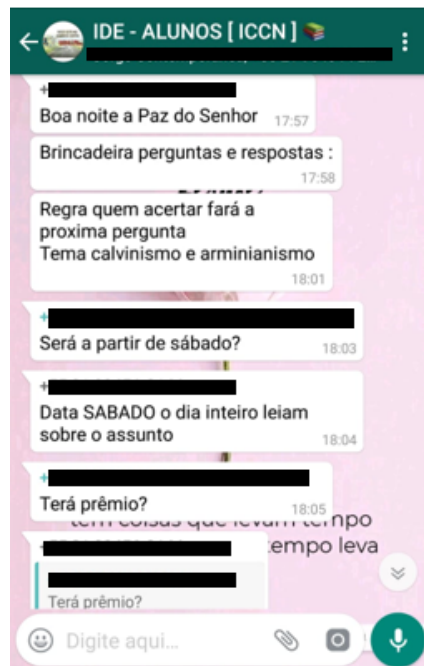 IDE - ALUNOS [ ICCN ]
+
Boa noite a Paz do Senhor 17:57
Brincadeira perguntas e respostas :
17:58
Regra quem acertar fará a
proxima pergunta
Tema calvinismo e arminianismo
18:01
+
Será a partir de sábado?
18:03
+
Data SABADO o dia inteiro leiam
sobre o assunto
18:04
+
Terá prêmio?
18:05
tem coisas que levam tempo
tempo leva
Terá prêmio?
Digite aqui...